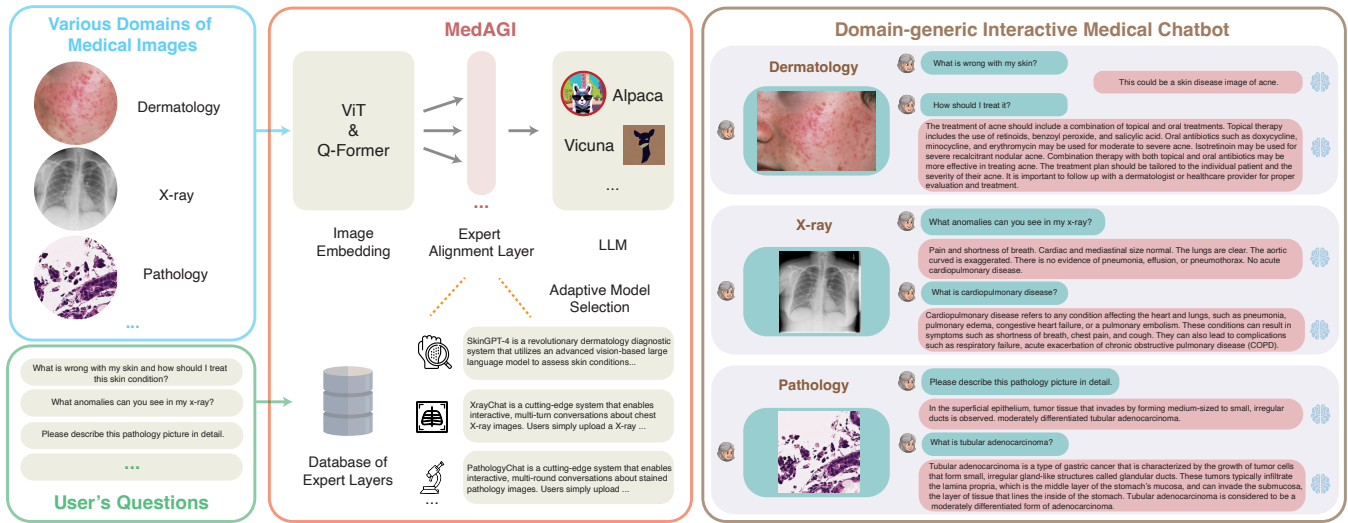 Various Domains of
Medical Images
Dermatology
X-ray
Pathology
...
What is wrong with my skin and how should I treat
this skin condition?
What anomalies can you see in my x-ray?
Please describe this pathology picture in detail.
...
User's Questions
MedAGI
ViT
&
Q-Former
Image
Embedding
...
Expert
Alignment Layer
Alpaca
Vicuna
...
LLM
Adaptive Model
Selection
Database of
Expert Layers
SkinGPT-4 is a revolutionary dermatology diagnostic
system that utilizes an advanced vision-based large
language model to assess skin conditions...
XrayChat is a cutting-edge system that enables
interactive, multi-turn conversations about chest
X-ray images. Users simply upload a X-ray ...
PathologyChat is a cutting-edge system that enables
interactive, multi-round conversations about stained
pathology images. Users simply upload ...
...
Domain-generic Interactive Medical Chatbot
Dermatology
What is wrong with my skin?
This could be a skin disease image of acne.
How should I treat it?
The treatment of acne should include a combination of topical and oral treatments. Topical therapy
includes the use of retinoids, benzoyl peroxide, and salicylic acid. Oral antibiotics such as doxycycline,
minocycline, and erythromycin may be used for moderate to severe acne. Isotretinoin may be used for
severe recalcitrant nodular acne. Combination therapy with both topical and oral antibiotics may be
more effective in treating acne. The treatment plan should be tailored to the individual patient and the
severity of their acne. It is important to follow up with a dermatologist or healthcare provider for proper
evaluation and treatment.
X-ray
What anomalies can you see in my x-ray?
Pain and shortness of breath. Cardiac and mediastinal size normal. The lungs are clear. The aortic
curved is exaggerated. There is no evidence of pneumonia, effusion, or pneumothorax. No acute
cardiopulmonary disease.
What is cardiopulmonary disease?
Cardiopulmonary disease refers to any condition affecting the heart and lungs, such as pneumonia,
pulmonary edema, congestive heart failure, or a pulmonary embolism. These conditions can result in
symptoms such as shortness of breath, chest pain, and cough. They can also lead to complications
such as respiratory failure, acute exacerbation of chronic obstructive pulmonary disease (COPD).
Pathology
Please describe this pathology picture in detail.
In the superficial epithelium, tumor tissue that invades by forming medium-sized to small, irregular
ducts is observed. moderately differentiated tubular adenocarcinoma.
What is tubular adenocarcinoma?
Tubular adenocarcinoma is a type of gastric cancer that is characterized by the growth of tumor cells
that form small, irregular gland-like structures called glandular ducts. These tumors typically infiltrate
the lamina propria, which is the middle layer of the stomach's mucosa, and can invade the submucosa,
the layer of tissue that lines the inside of the stomach. Tubular adenocarcinoma is considered to be a
moderately differentiated form of adenocarcinoma.